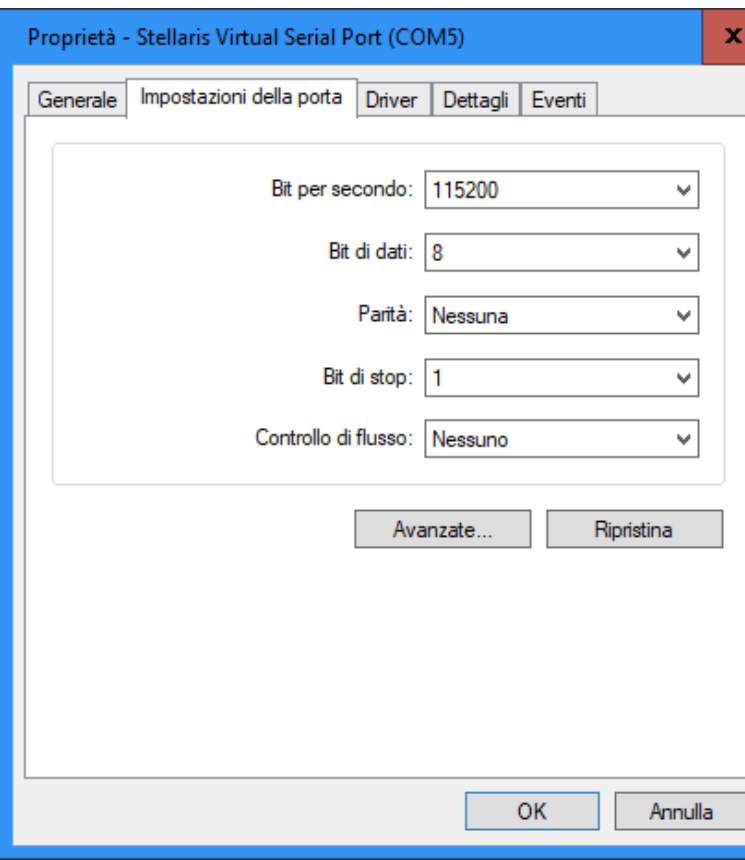 Proprietà - Stellaris Virtual Serial Port (COM5)
x
Generale Impostazioni della porta Driver Dettagli Eventi
Bit per secondo: 115200
Bit di dati: 8
Parità: Nessuna
Bit di stop: 1
Controllo di flusso: Nessuno
Avanzate... Ripristina
OK Annulla